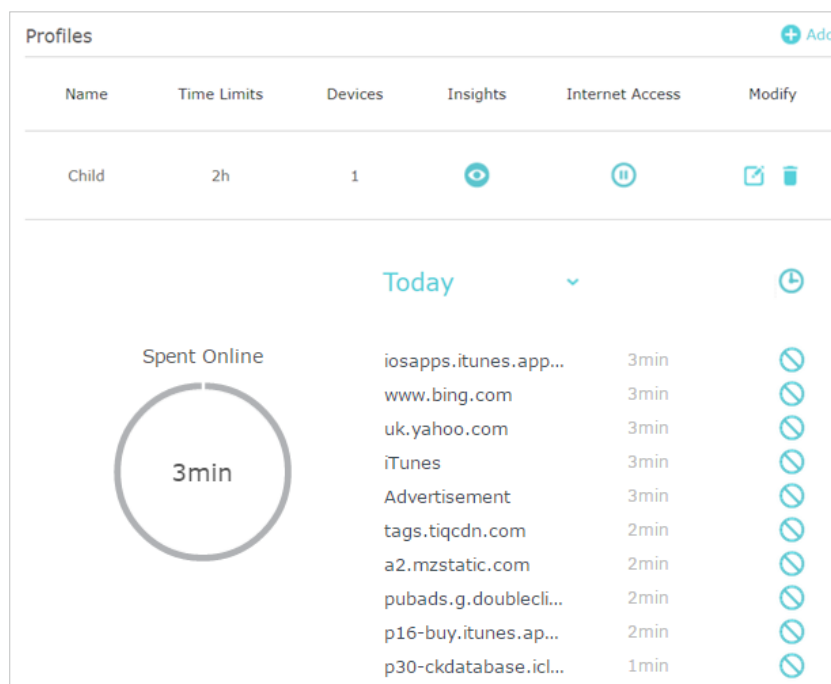 Profiles Add
Name Time Limits Devices Insights Internet Access Modify
Child 2h 1
Today
Spent Online
3min
iosapps.itunes.app... 3min
www.bing.com 3min
uk.yahoo.com 3min
iTunes 3min
Advertisement 3min
tags.tiqcdn.com 2min
a2.mzstatic.com 2min
pubads.g.doublecli... 2min
p16-buy.itunes.ap... 2min
p30-ckdatabase.icl... 1min